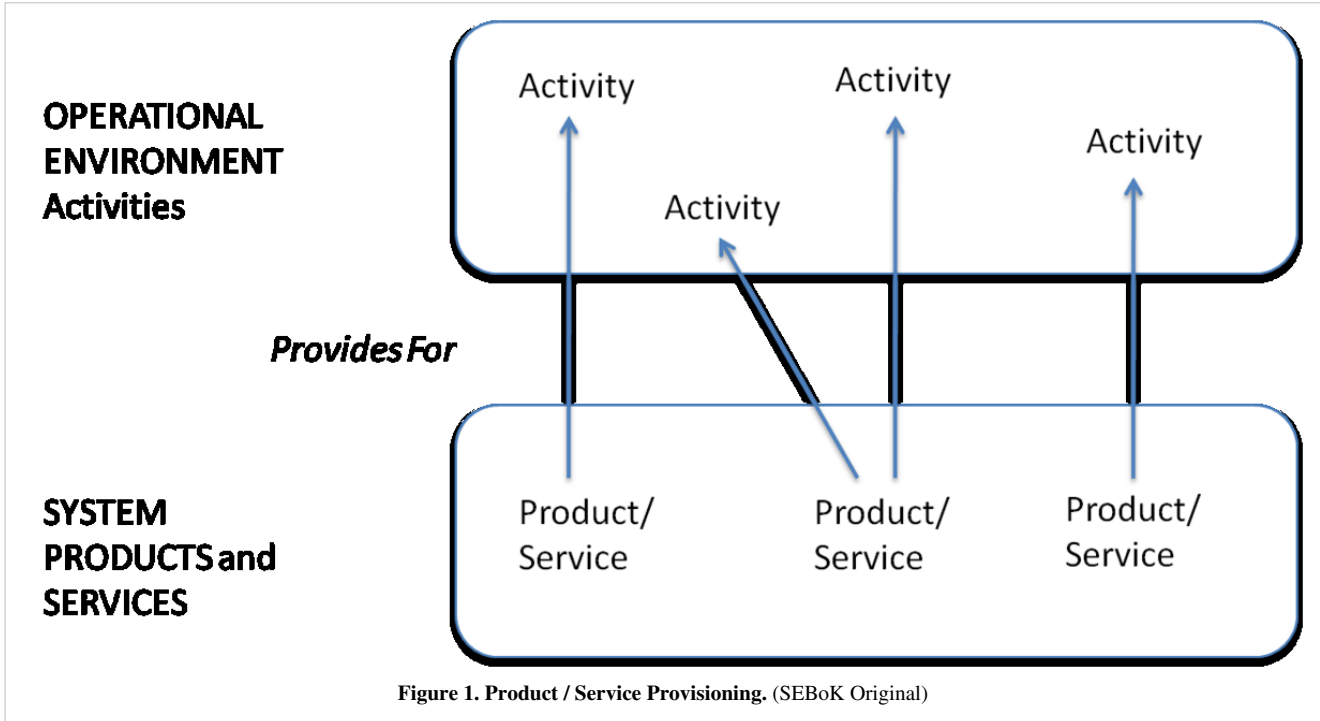 OPERATIONAL
ENVIRONMENT
Activities
Activity
Activity
Activity
Activity
Provides For
SYSTEM
PRODUCTS and
SERVICES
Product/
Service
Product/
Service
Product/
Service
Figure 1. Product / Service Provisioning. (SEBoK Original)